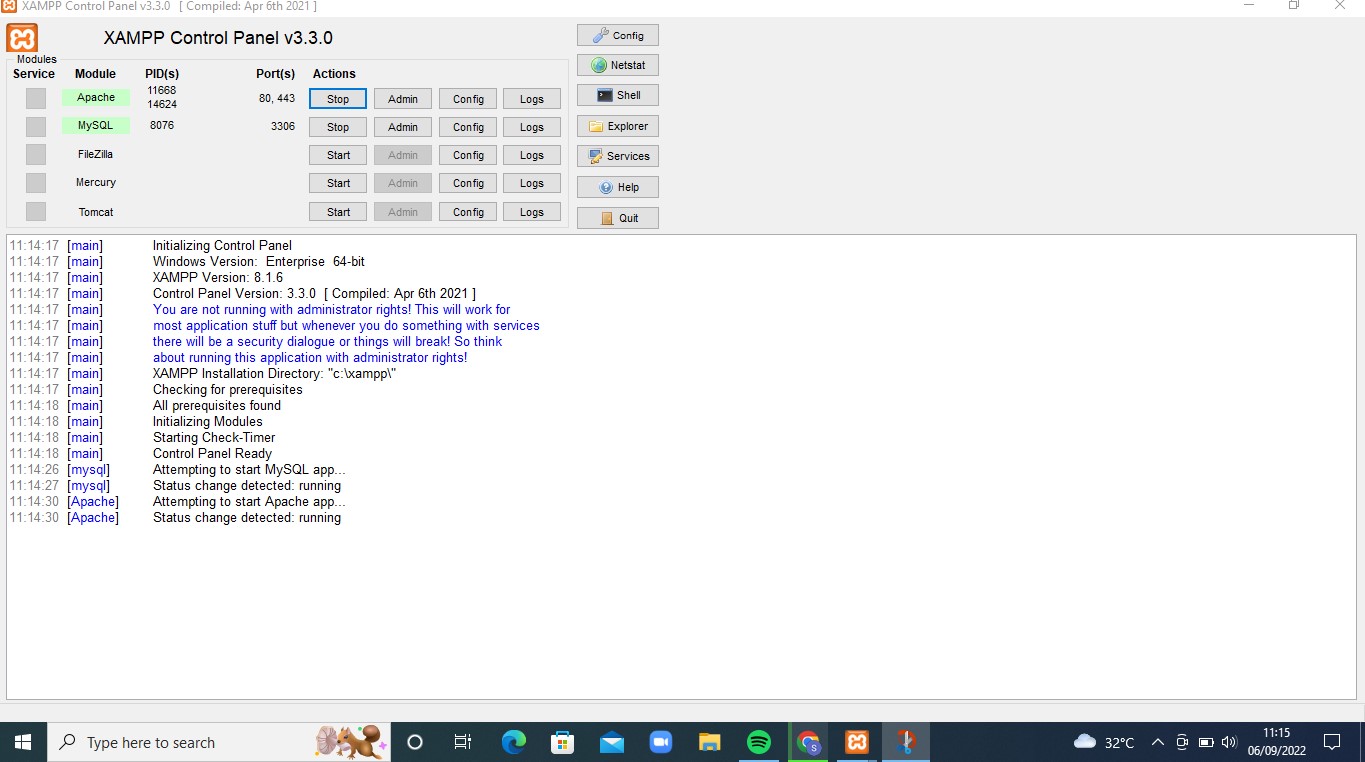 XAMPP Control Panel v3.3.0 [ Compiled: Apr 6th 2021 ]
XAMPP Control Panel v3.3.0
Modules
Service Module PID(s) Port(s) Actions
Apache 11668 14624 80, 443 Stop Admin Config Logs
MySQL 8076 3306 Stop Admin Config Logs
FileZilla Start Admin Config Logs
Mercury Start Admin Config Logs
Tomcat Start Admin Config Logs
Config
Netstat
Shell
Explorer
Services
Help
Quit
11:14:17 [main] Initializing Control Panel
11:14:17 [main] Windows Version: Enterprise 64-bit
11:14:17 [main] XAMPP Version: 8.1.6
11:14:17 [main] Control Panel Version: 3.3.0 [ Compiled: Apr 6th 2021 ]
11:14:17 [main] You are not running with administrator rights! This will work for
11:14:17 [main] most application stuff but whenever you do something with services
11:14:17 [main] there will be a security dialogue or things will break! So think
11:14:17 [main] about running this application with administrator rights!
11:14:17 [main] XAMPP Installation Directory: "c:\xampp\"
11:14:17 [main] Checking for prerequisites
11:14:18 [main] All prerequisites found
11:14:18 [main] Initializing Modules
11:14:18 [main] Starting Check-Timer
11:14:18 [main] Control Panel Ready
11:14:26 [mysql] Attempting to start MySQL app...
11:14:27 [mysql] Status change detected: running
11:14:30 [Apache] Attempting to start Apache app...
11:14:30 [Apache] Status change detected: running
Type here to search
S
32°C
11:15
06/09/2022